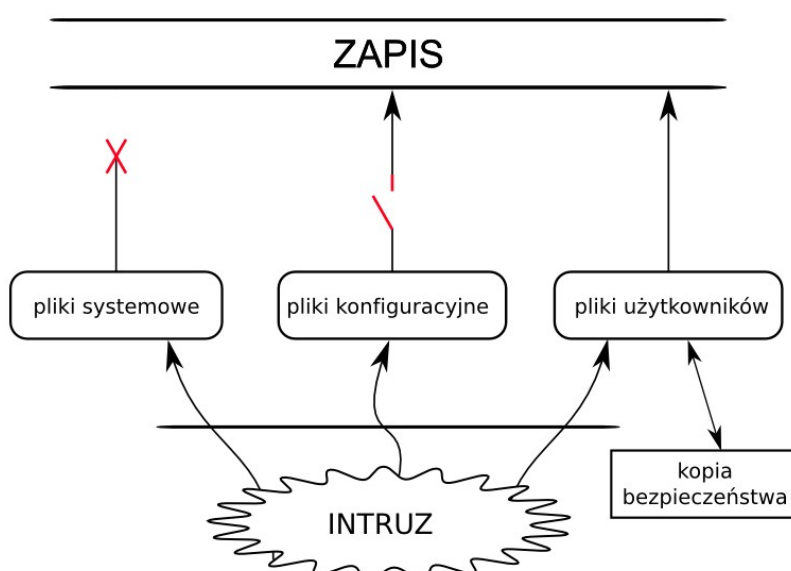 ZAPIS
pliki systemowe
pliki konfiguracyjne
pliki użytkowników
kopia
bezpieczeństwa
INTRUZ